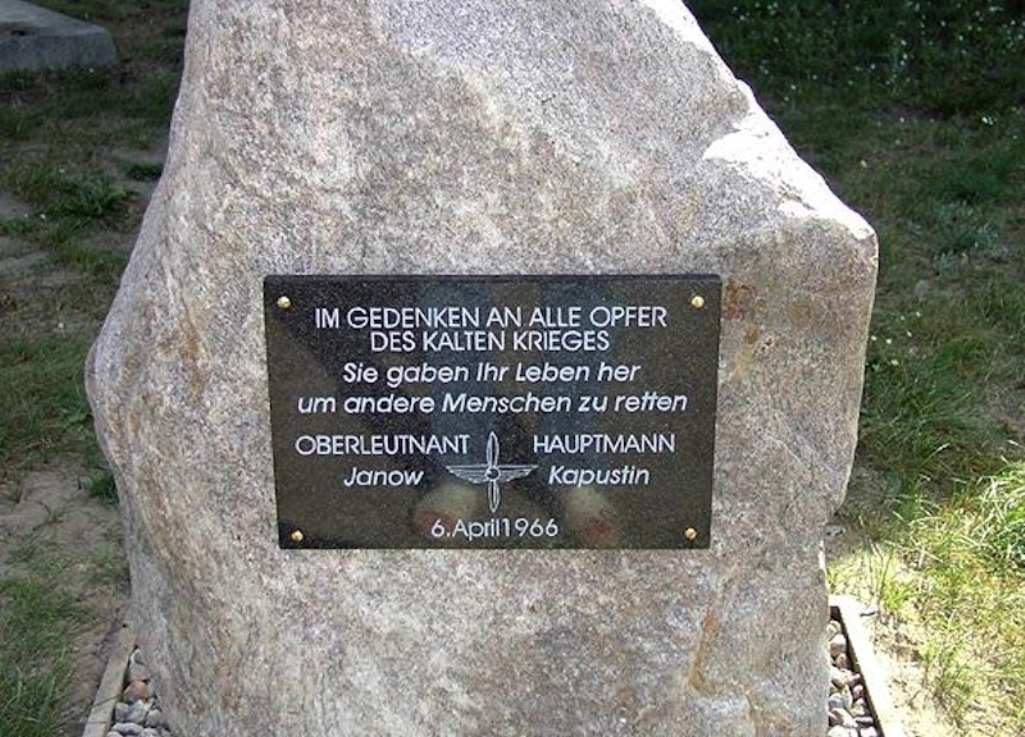 IM GEDENKEN AN ALLE OPFER
DES KALTEN KRIEGES
Sie gaben Ihr Leben her
um andere Menschen zu retten
OBERLEUTNANT HAUPTMANN
Janow Kapustin
6.April1966